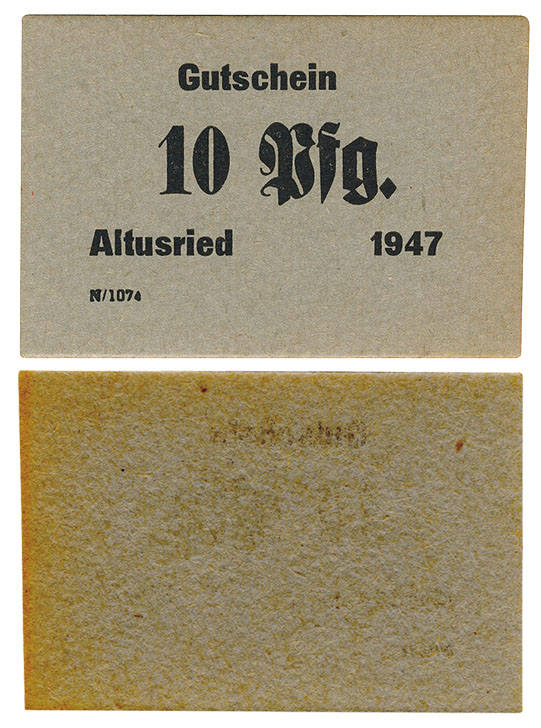 Gutschein
10 Pfg.
Altusried 1947
N/1074